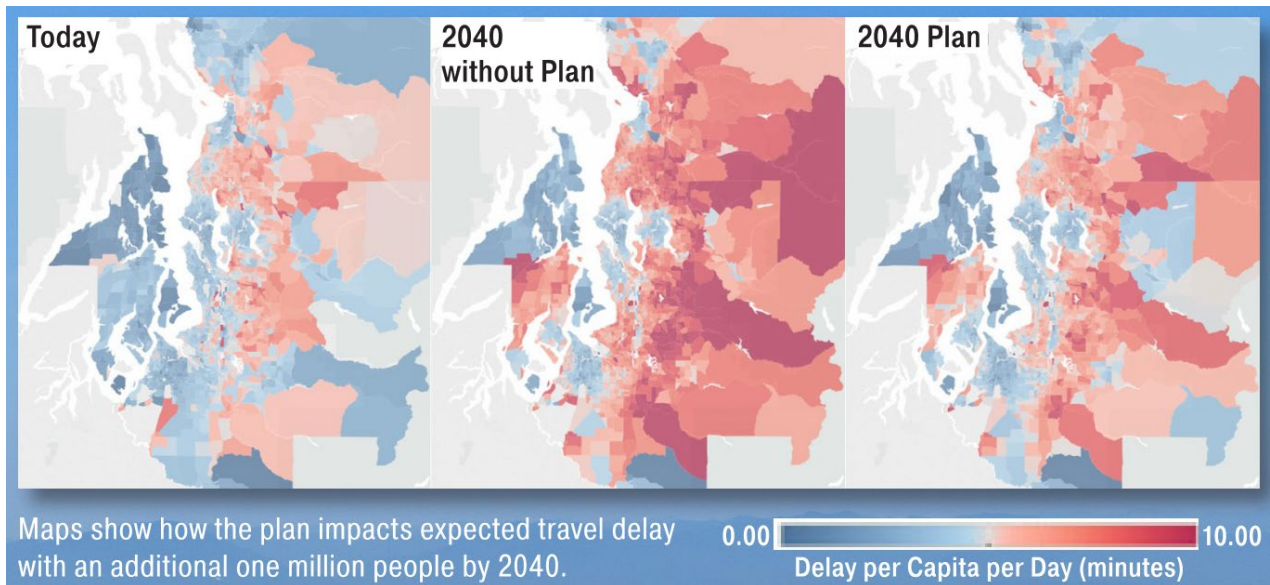 Today
2040
without Plan
2040 Plan
Maps show how the plan impacts expected travel delay
with an additional one million people by 2040.
0.00
10.00
Delay per Capita per Day (minutes)